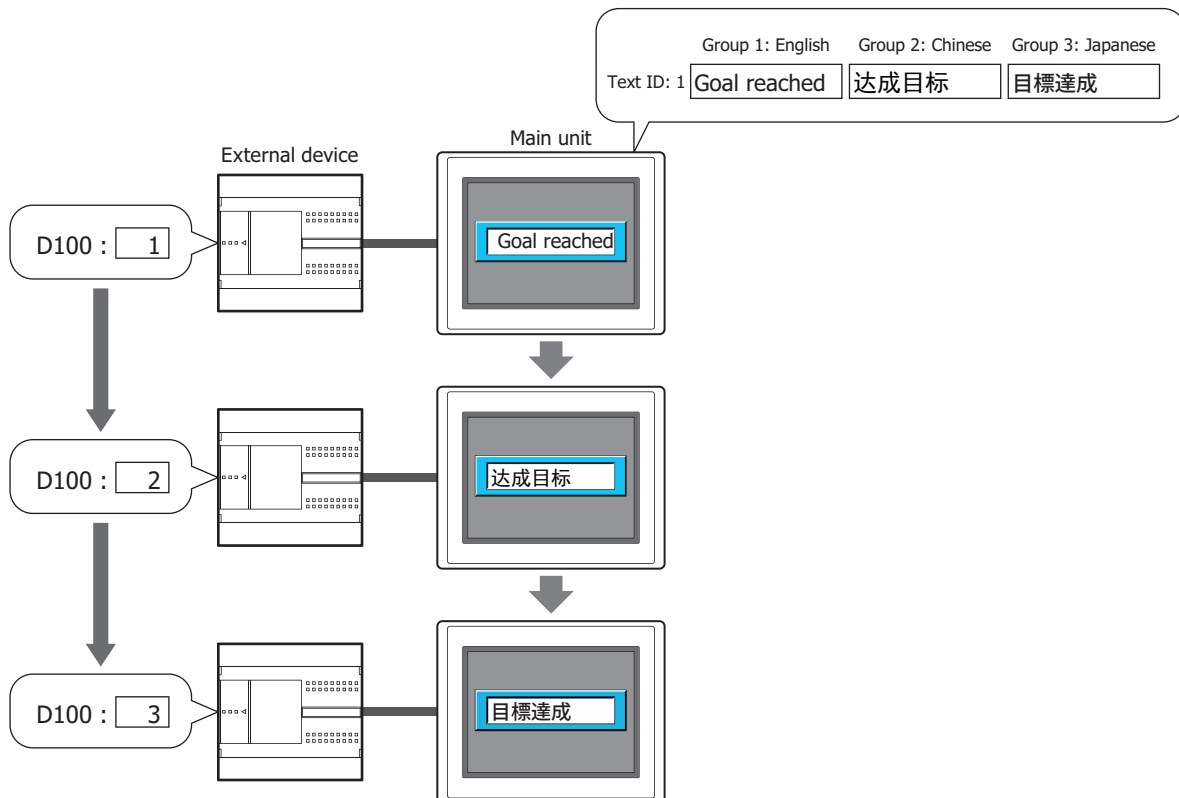 Group 1: English Group 2: Chinese Group 3: Japanese
Text ID: 1 Goal reached 达成目标 目標達成
Main unit
External device
D100 : 1
Goal reached
D100 : 2
达成目标
D100 : 3
目標達成